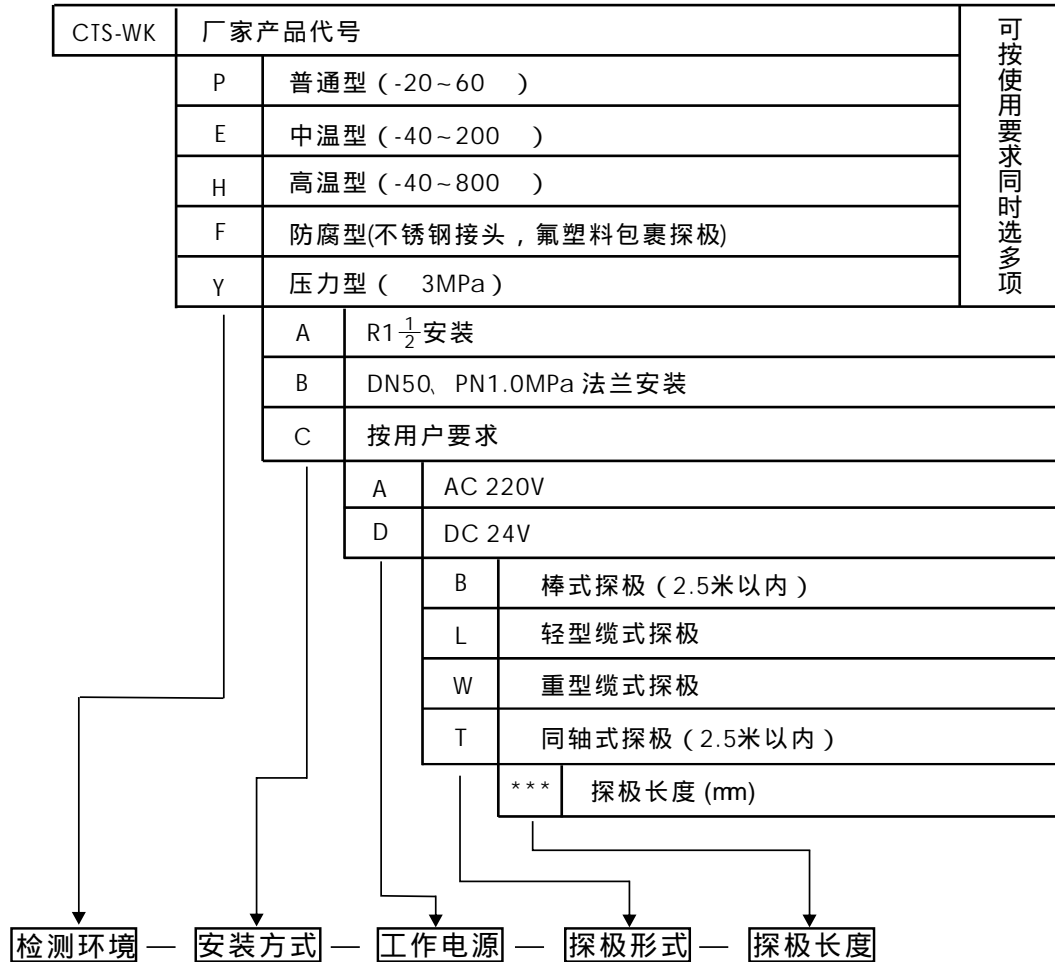 CTS-WK 厂家产品代号
可按使用要求同时选多项
P 普通型（-20~60　）
E 中温型（-40~200　）
H 高温型（-40~800　）
F 防腐型(不锈钢接头，氟塑料包裹探极)
Y 压力型（　3MPa）
A R1 1/2 安装
B DN50、PN1.0MPa 法兰安装
C 按用户要求
A AC 220V
D DC 24V
B 棒式探极（2.5米以内）
L 轻型缆式探极
W 重型缆式探极
T 同轴式探极（2.5米以内）
*** 探极长度 (mm)
检测环境 — 安装方式 — 工作电源 — 探极形式 — 探极长度